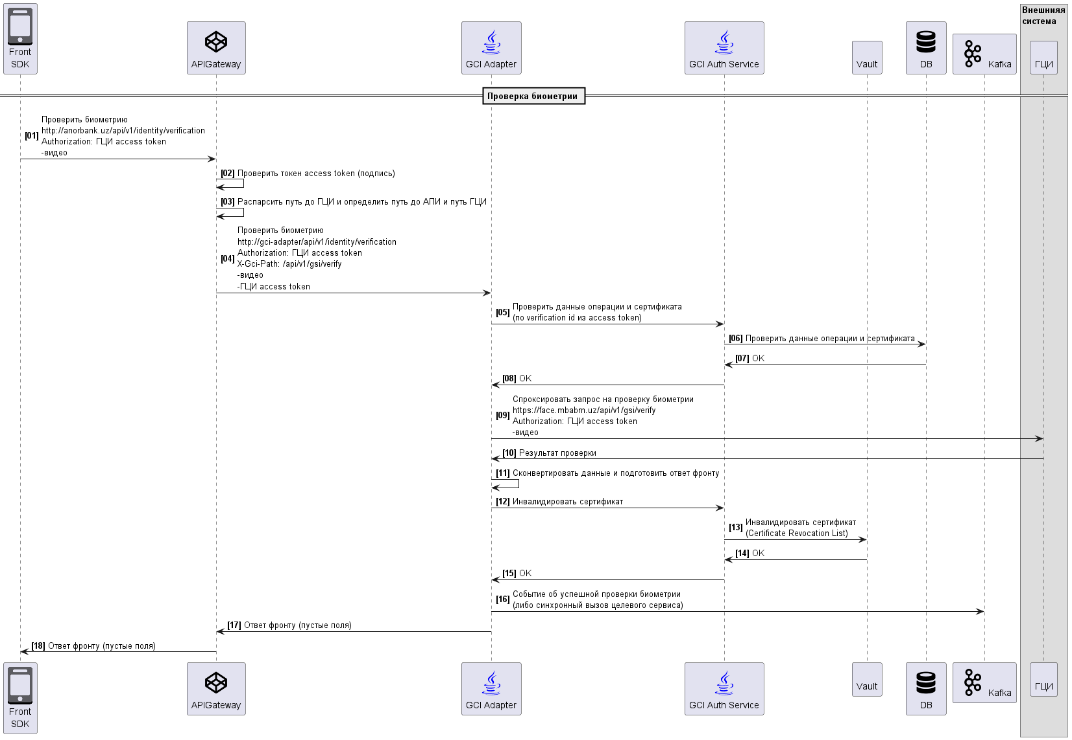 Внешняя
система
Front
SDK
APIGateway
GCI Adapter
GCI Auth Service
Vault
DB
Kafka
ГЦИ
Проверка биометрии
[01] Проверить биометрию
http://anorbank.uz/api/v1/identity/verification
Authorization: ГЦИ access token
-видео
[02] Проверить токен access token (подпись)
[03] Распарсить путь до ГЦИ и определить путь до АПИ и путь ГЦИ
[04] Проверить биометрию
http://gci-adapter/api/v1/identity/verification
Authorization: ГЦИ access token
X-Gci-Path: /api/v1/gsi/verify
-видео
-ГЦИ access token
[05] Проверить данные операции и сертификата
(по verification id из access token)
[06] Проверить данные операции и сертификата
[07] OK
[08] OK
[09] Спроксировать запрос на проверку биометрии
https://face.mbabm.uz/api/v1/gsi/verify
Authorization: ГЦИ access token
-видео
[10] Результат проверки
[11] Сконвертировать данные и подготовить ответ фронту
[12] Инвалидировать сертификат
[13] Инвалидировать сертификат
(Certificate Revocation List)
[14] OK
[15] OK
[16] Событие об успешной проверки биометрии
(либо синхронный вызов целевого сервиса)
[17] Ответ фронту (пустые поля)
[18] Ответ фронту (пустые поля)
Front
SDK
APIGateway
GCI Adapter
GCI Auth Service
Vault
DB
Kafka
ГЦИ